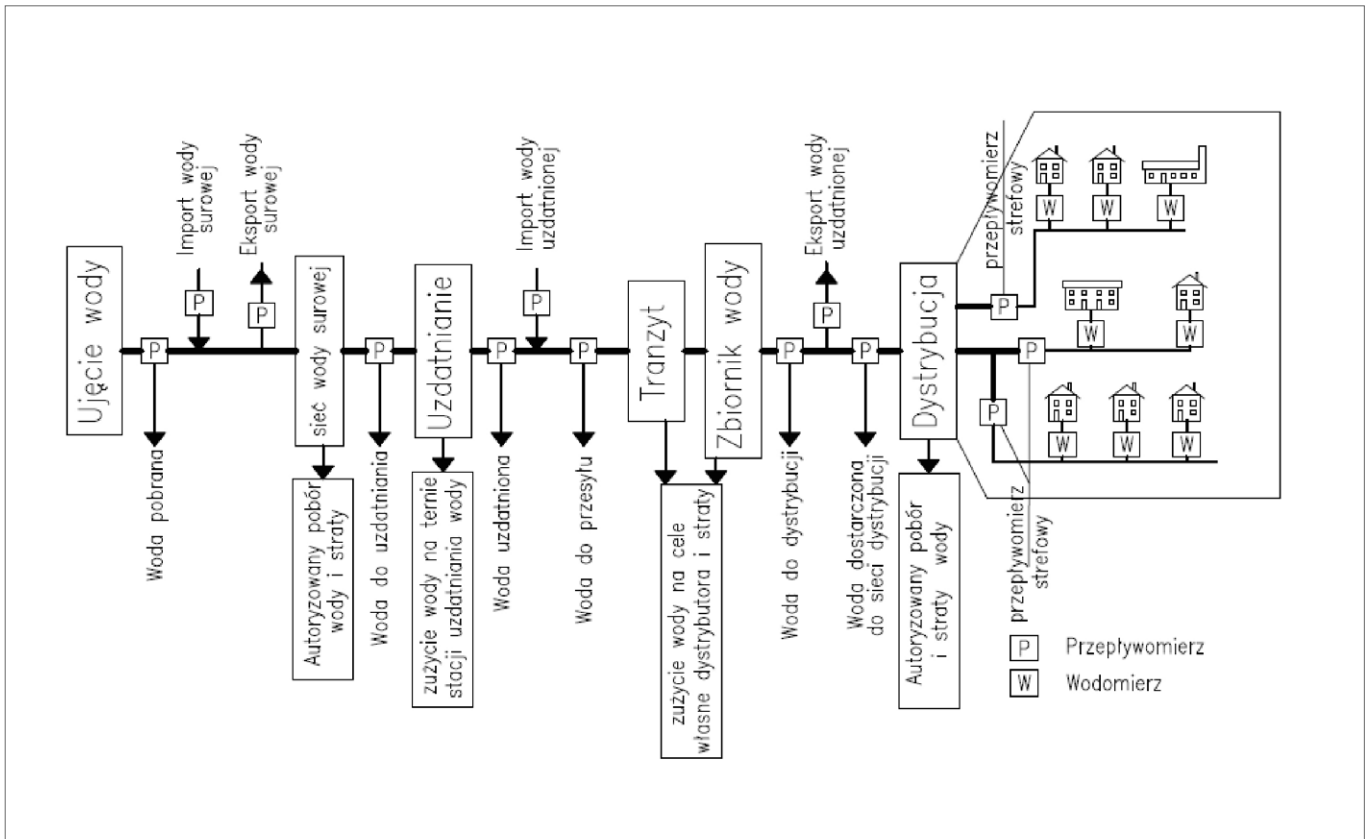 Ujęcie wody
P
Woda pobrana
Import wody
surowej
P
Eksport wody
surowej
P
sieć wody surowej
Autoryzowany pobór
wody i straty
P
Woda do uzdatniania
Uzdatnianie
zużycie wody na ternie
stacji uzdatniania wody
P
Woda uzdatniona
Import wody
uzdatnionej
P
P
Woda do przesyłu
Tranzyt
Zbiornik wody
zużycie wody na cele
własne dystrybutora i straty
P
Woda do dystrybucji
Eksport wody
uzdatnionej
P
P
Woda dostarczona
do sieci dystrybucji
Dystrybucja
Autoryzowany pobór
i straty wody
przepływomierz
strefowy
P
W
W
W
P
W
W
P
W
W
W
przepływomierz
strefowy
P Przepływomierz
W Wodomierz